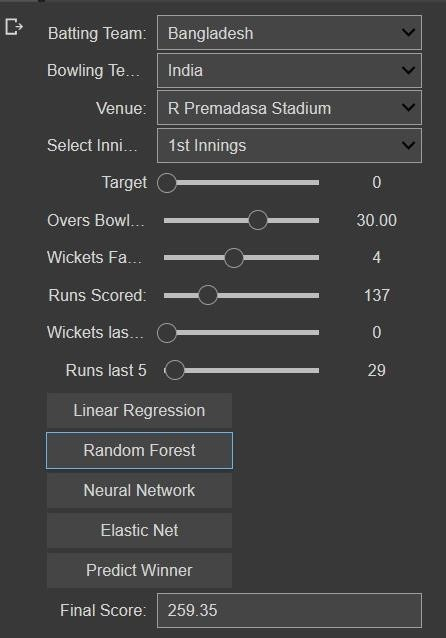 Batting Team: Bangladesh
Bowling Te... India
Venue: R Premadasa Stadium
Select Inni... 1st Innings
Target 0
Overs Bowl... 30.00
Wickets Fa... 4
Runs Scored: 137
Wickets las... 0
Runs last 5 29
Linear Regression
Random Forest
Neural Network
Elastic Net
Predict Winner
Final Score: 259.35